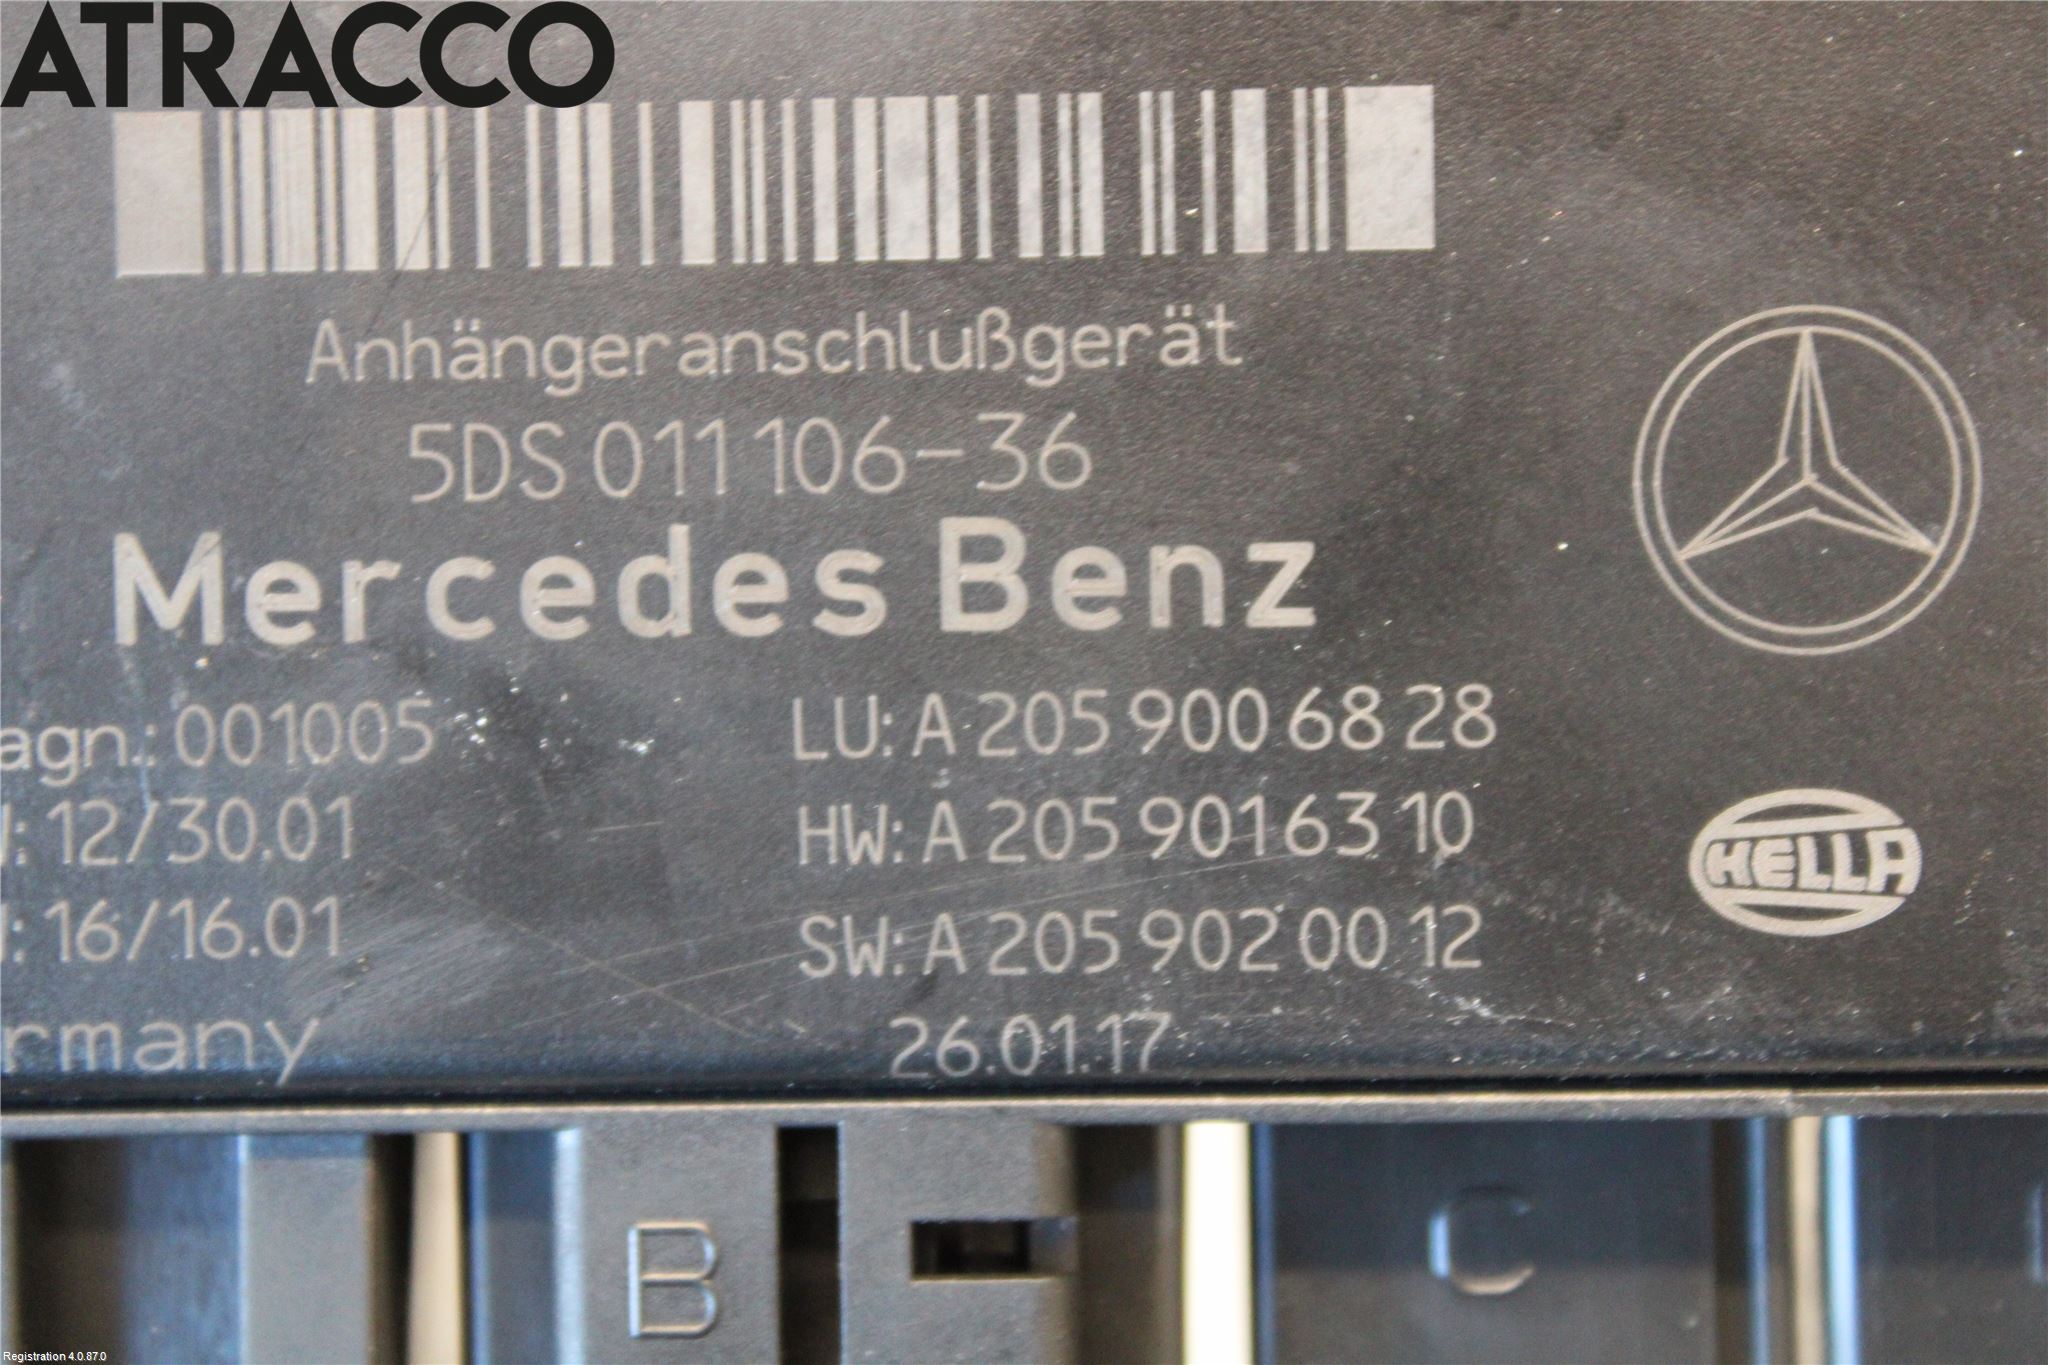 ATRACCO
Anhängeranschlußgerät
5DS 011 106-36
Mercedes Benz
agn.: 001005
LU: A 205 900 68 28
: 12/30.01
HW: A 205 901 63 10
HELLA
: 16/16.01
SW: A 205 902 00 12
ermany
26.01.17
B
C
Registration 4.0.87.0